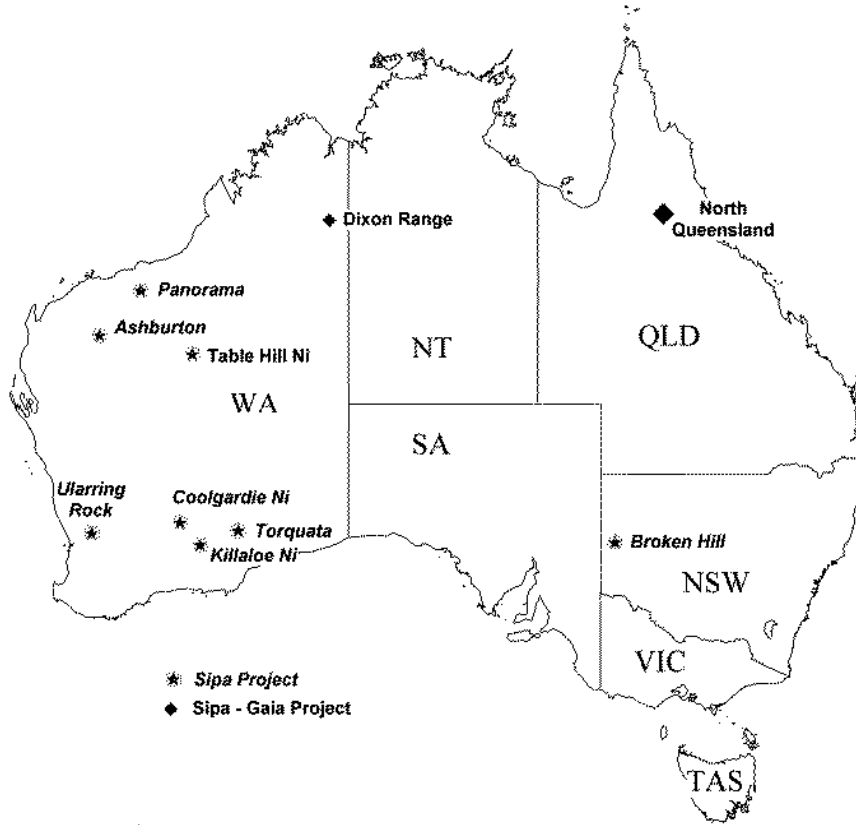 North
Queensland
Dixon Range
Panorama
Ashburton
Table Hill Ni
NT
QLD
WA
SA
Ularring
Rock
Coolgardie Ni
Torquata
Killaloe Ni
Broken Hill
NSW
VIC
Sipa Project
Sipa - Gaia Project
TAS